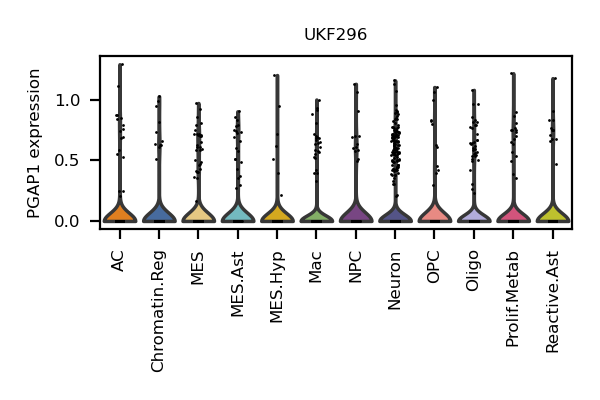 UKF296
PGAP1 expression
1.0
0.5
0.0
AC
Chromatin.Reg
MES
MES.Ast
MES.Hyp
Mac
NPC
Neuron
OPC
Oligo
Prolif.Metab
Reactive.Ast